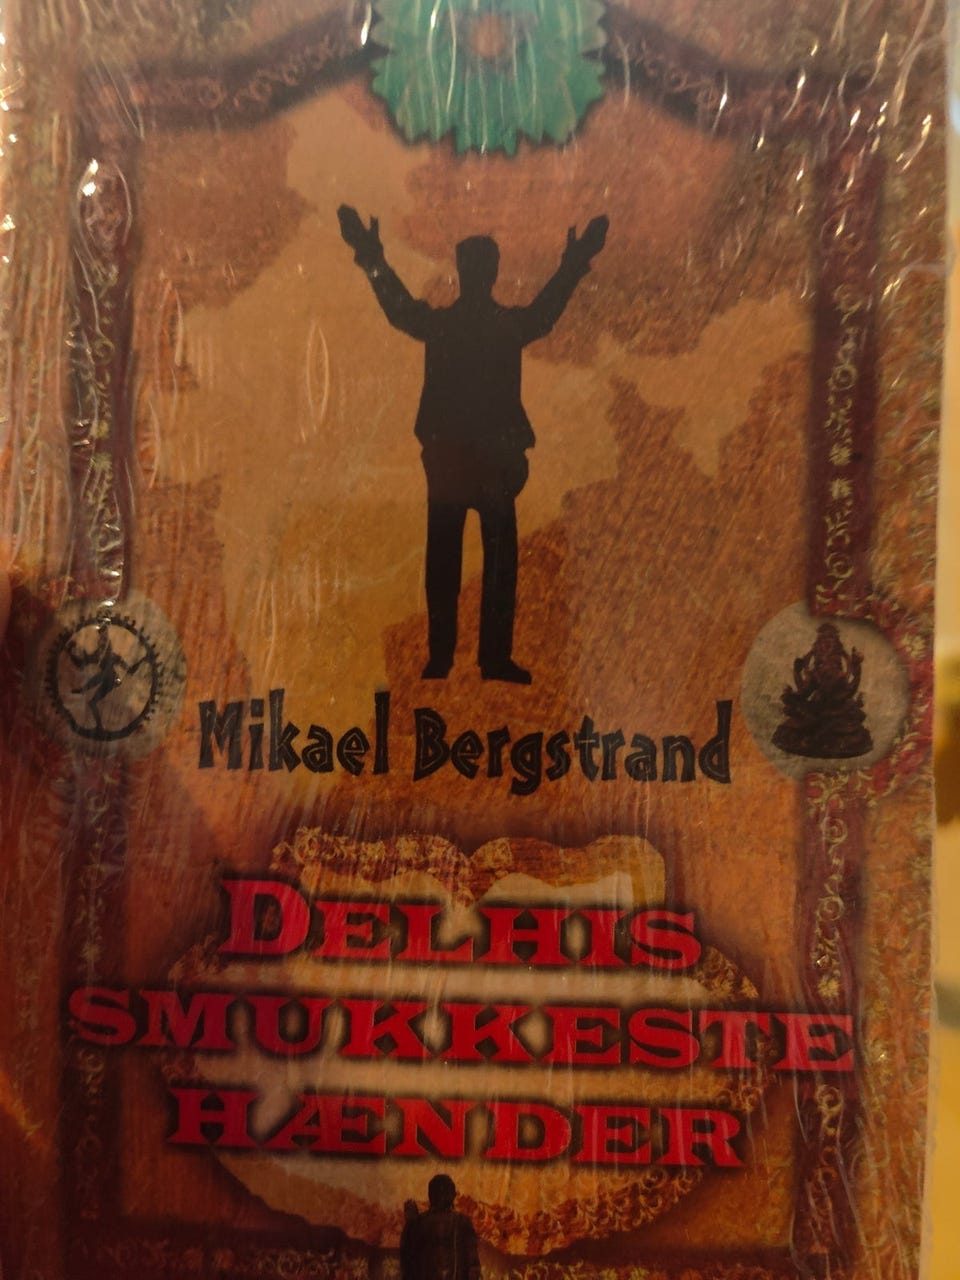 Mikael Bergstrand
DELHIS
SMUKKESTE
HÆNDER